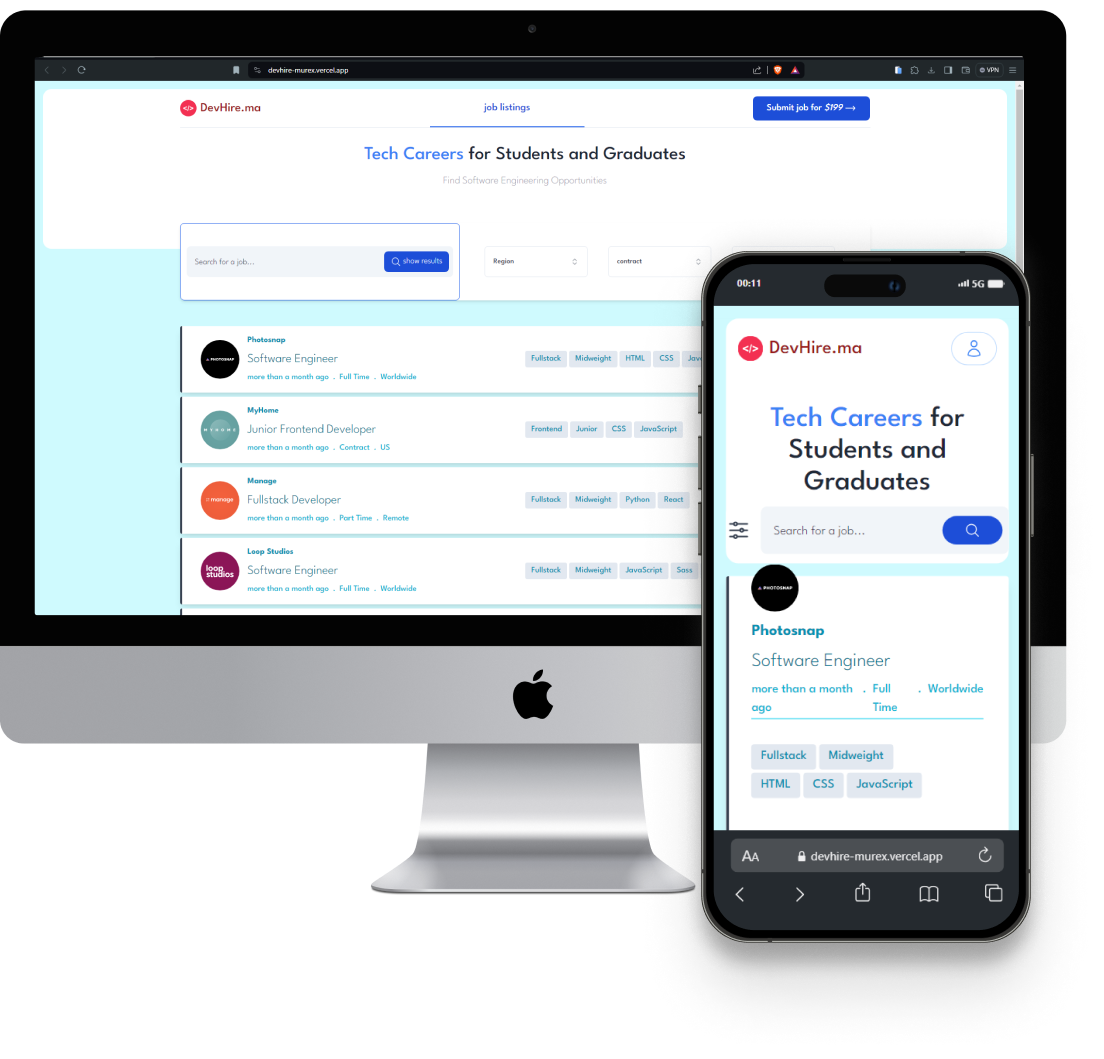 devhire-murex.vercel.app
VPN
</> DevHire.ma
job listings
Submit job for $199 →
Tech Careers for Students and Graduates
Find Software Engineering Opportunities
Search for a job...
show results
Region
contract
PHOTOSNAP
Photosnap
Software Engineer
more than a month ago . Full Time . Worldwide
Fullstack Midweight HTML CSS Jav
MYHOME
MyHome
Junior Frontend Developer
more than a month ago . Contract . US
Frontend Junior CSS JavaScript
manage
Manage
Fullstack Developer
more than a month ago . Part Time . Remote
Fullstack Midweight Python React
loop
studios
Loop Studios
Software Engineer
more than a month ago . Full Time . Worldwide
Fullstack Midweight JavaScript Sass
00:11
5G
</> DevHire.ma
Tech Careers for
Students and
Graduates
Search for a job...
PHOTOSNAP
Photosnap
Software Engineer
more than a month . Full . Worldwide
ago Time
Fullstack Midweight
HTML CSS JavaScript
AA devhire-murex.vercel.app